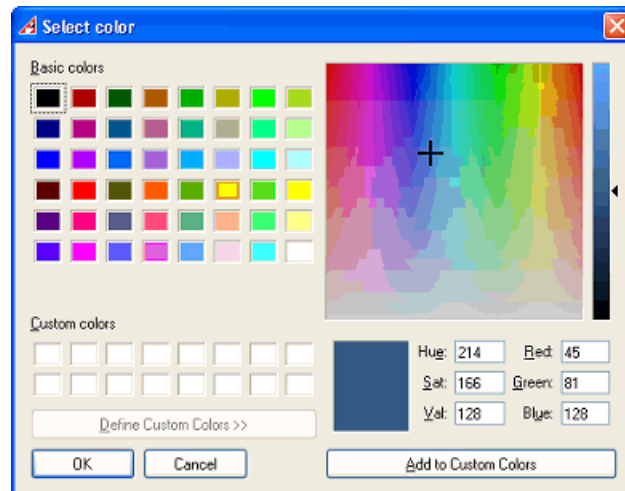 Select color
Basic colors
Custom colors
Define Custom Colors >>
OK Cancel
Hue: 214 Red: 45
Sat: 166 Green: 81
Val: 128 Blue: 128
Add to Custom Colors